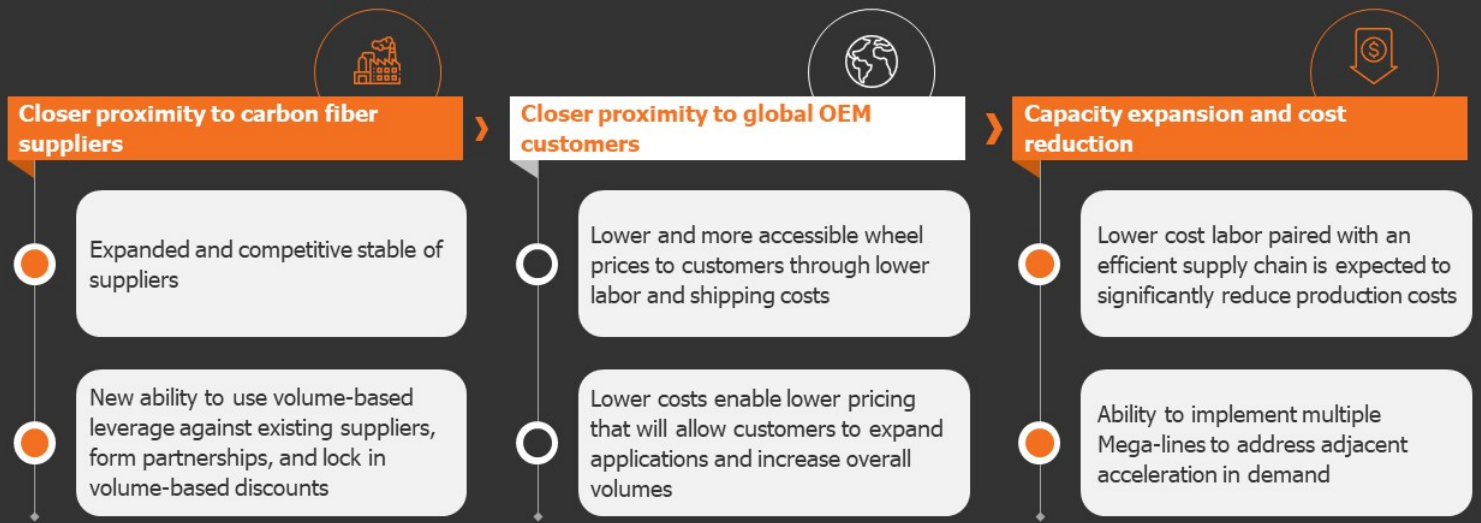 Closer proximity to carbon fiber
suppliers
Expanded and competitive stable of
suppliers
New ability to use volume-based
leverage against existing suppliers,
form partnerships, and lock in
volume-based discounts
Closer proximity to global OEM
customers
Lower and more accessible wheel
prices to customers through lower
labor and shipping costs
Lower costs enable lower pricing
that will allow customers to expand
applications and increase overall
volumes
Capacity expansion and cost
reduction
Lower cost labor paired with an
efficient supply chain is expected to
significantly reduce production costs
Ability to implement multiple
Mega-lines to address adjacent
acceleration in demand